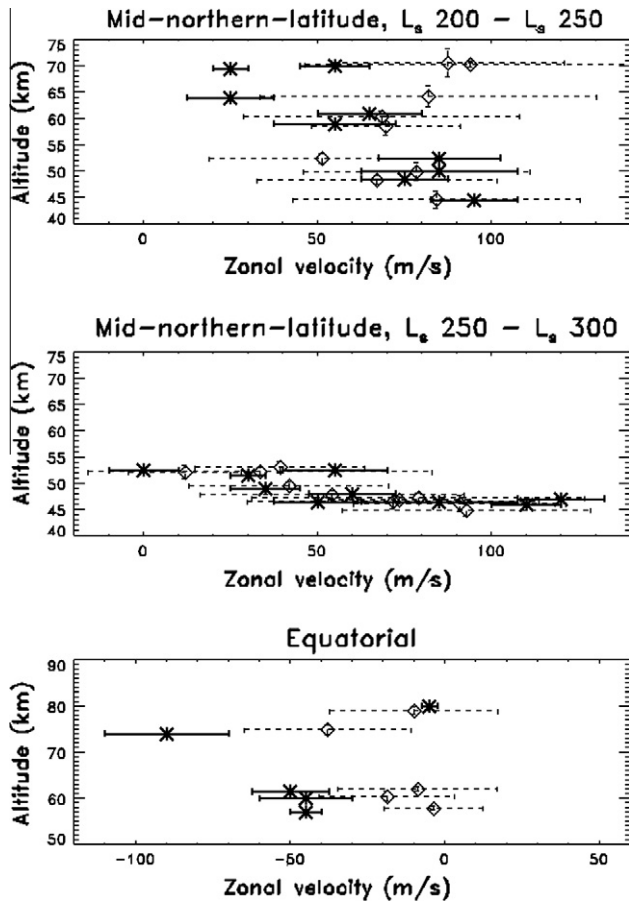 Mid-northern-latitude, Ls 200 - Ls 250
Altitude (km)
75
70
65
60
55
50
45
40
0 50 100
Zonal velocity (m/s)
Mid-northern-latitude, Ls 250 - Ls 300
Altitude (km)
75
70
65
60
55
50
45
40
0 50 100
Zonal velocity (m/s)
Equatorial
Altitude (km)
90
80
70
60
50
-100 -50 0 50
Zonal velocity (m/s)